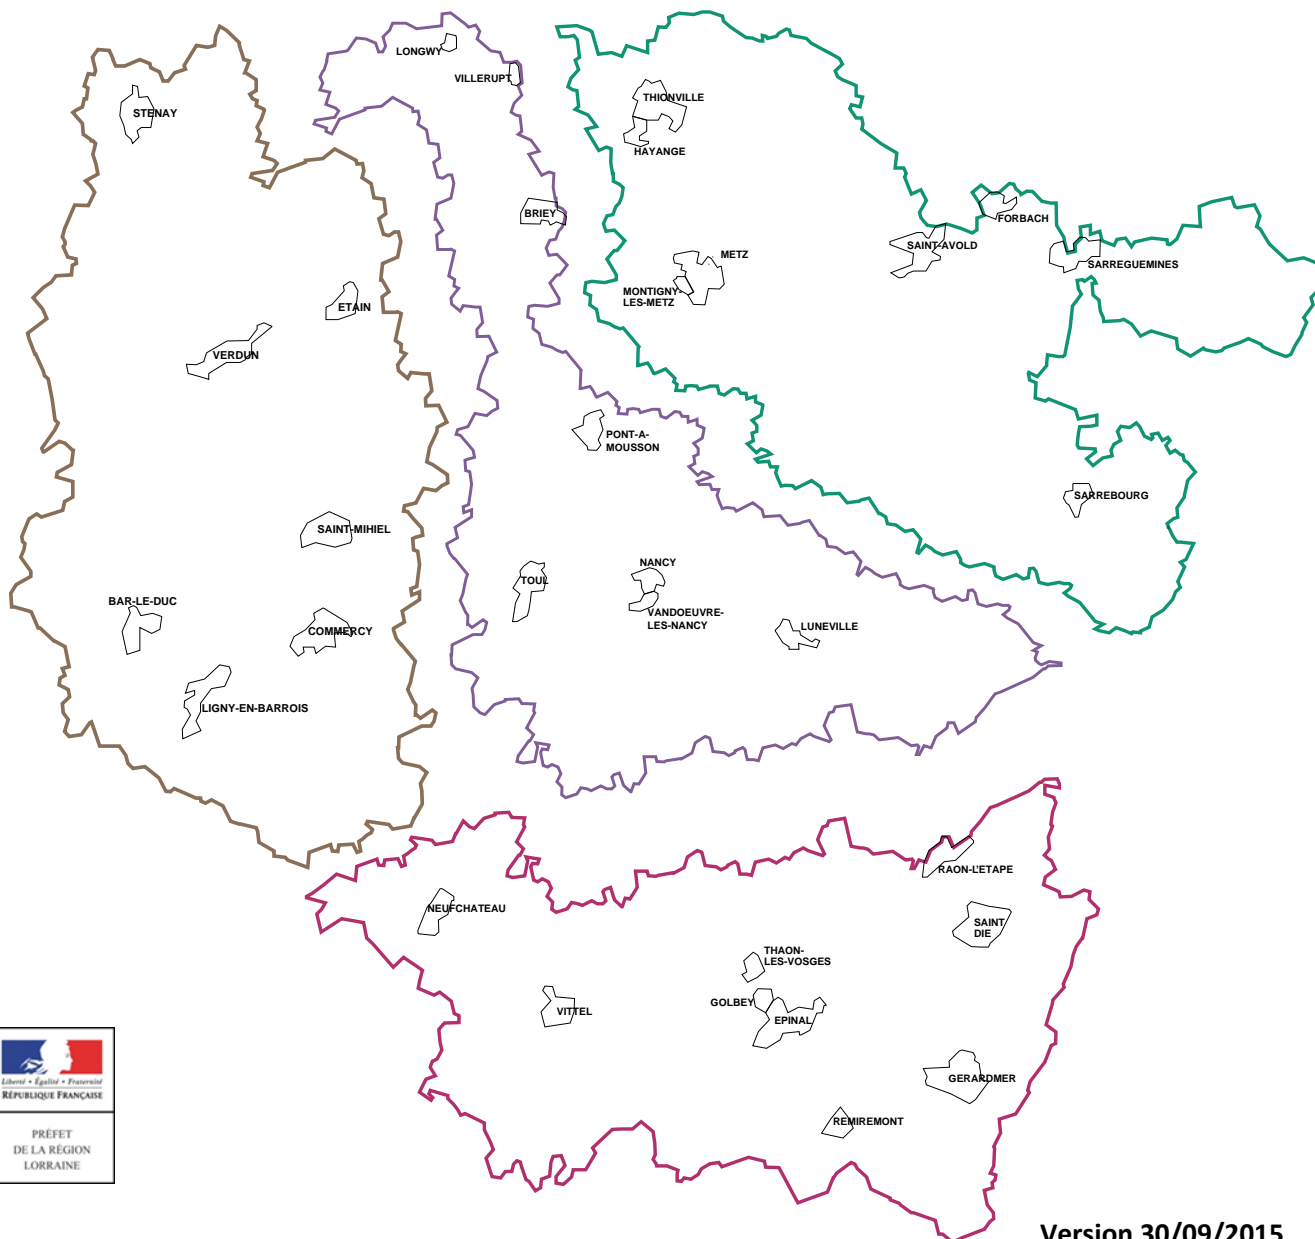 LONGWY
VILLERUPT
THIONVILLE
STENAY
HAYANGE
BRIEY
FORBACH
SAINT-AVOLD
METZ
SARREGUEMINES
MONTIGNY-
LES-METZ
ETAIN
VERDUN
PONT-A-
MOUSSON
SARREBOURG
SAINT-MIHIEL
NANCY
TOUL
BAR-LE-DUC
VANDOEUVRE-
LES-NANCY
LUNEVILLE
COMMERCY
LIGNY-EN-BARROIS
RAON-L'ETAPE
NEUFCHATEAU
SAINT
DIE
THAON-
LES-VOSGES
GOLBEY
VITTEL
EPINAL
GERARDMER
REMIREMONT
Liberté • Égalité • Fraternité
RÉPUBLIQUE FRANÇAISE
PRÉFET
DE LA RÉGION
LORRAINE
Version 30/09/2015